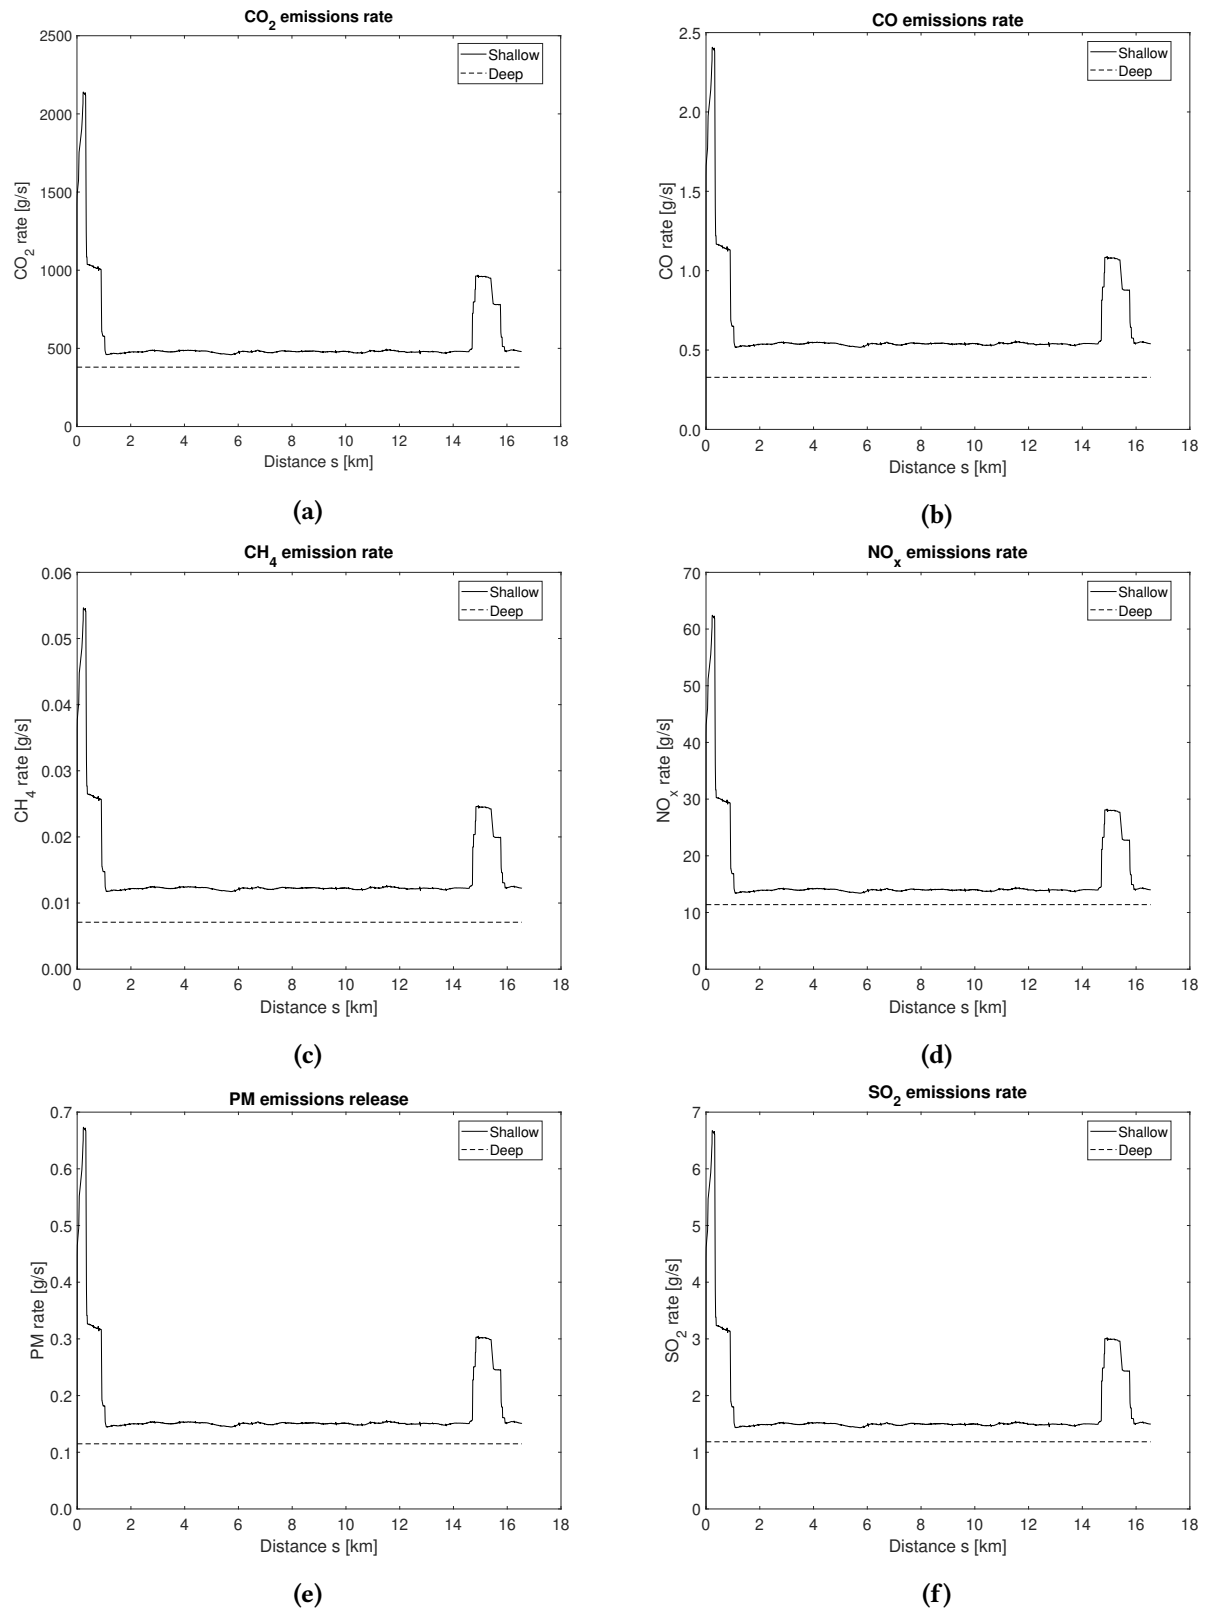 CO2 emissions rate
2500
2000
1500
1000
500
0
CO2 rate [g/s]
Shallow
Deep
0 2 4 6 8 10 12 14 16 18
Distance s [km]
(a)
CO emissions rate
2.5
2.0
1.5
1.0
0.5
0.0
CO rate [g/s]
Shallow
Deep
0 2 4 6 8 10 12 14 16 18
Distance s [km]
(b)
CH4 emission rate
0.06
0.05
0.04
0.03
0.02
0.01
0.00
CH4 rate [g/s]
Shallow
Deep
0 2 4 6 8 10 12 14 16 18
Distance s [km]
(c)
NOx emissions rate
70
60
50
40
30
20
10
0
NOx rate [g/s]
Shallow
Deep
0 2 4 6 8 10 12 14 16 18
Distance s [km]
(d)
PM emissions release
0.7
0.6
0.5
0.4
0.3
0.2
0.1
0.0
PM rate [g/s]
Shallow
Deep
0 2 4 6 8 10 12 14 16 18
Distance s [km]
(e)
SO2 emissions rate
7
6
5
4
3
2
1
0
SO2 rate [g/s]
Shallow
Deep
0 2 4 6 8 10 12 14 16 18
Distance s [km]
(f)